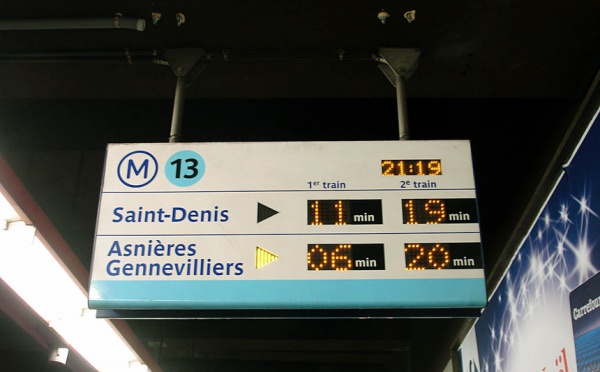 M 13 21:19
1er train 2e train
Saint-Denis 11 min 19 min
Asnières
Gennevilliers 06 min 20 min
Carrefour